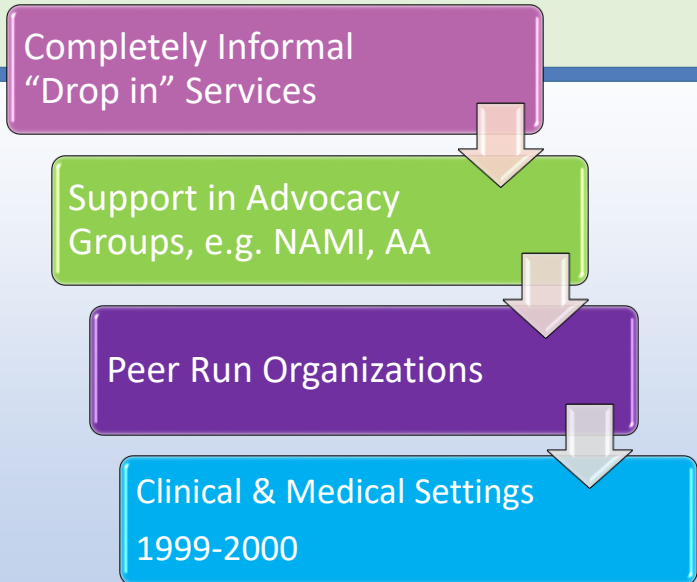 Completely Informal
“Drop in” Services
Support in Advocacy
Groups, e.g. NAMI, AA
Peer Run Organizations
Clinical & Medical Settings
1999-2000